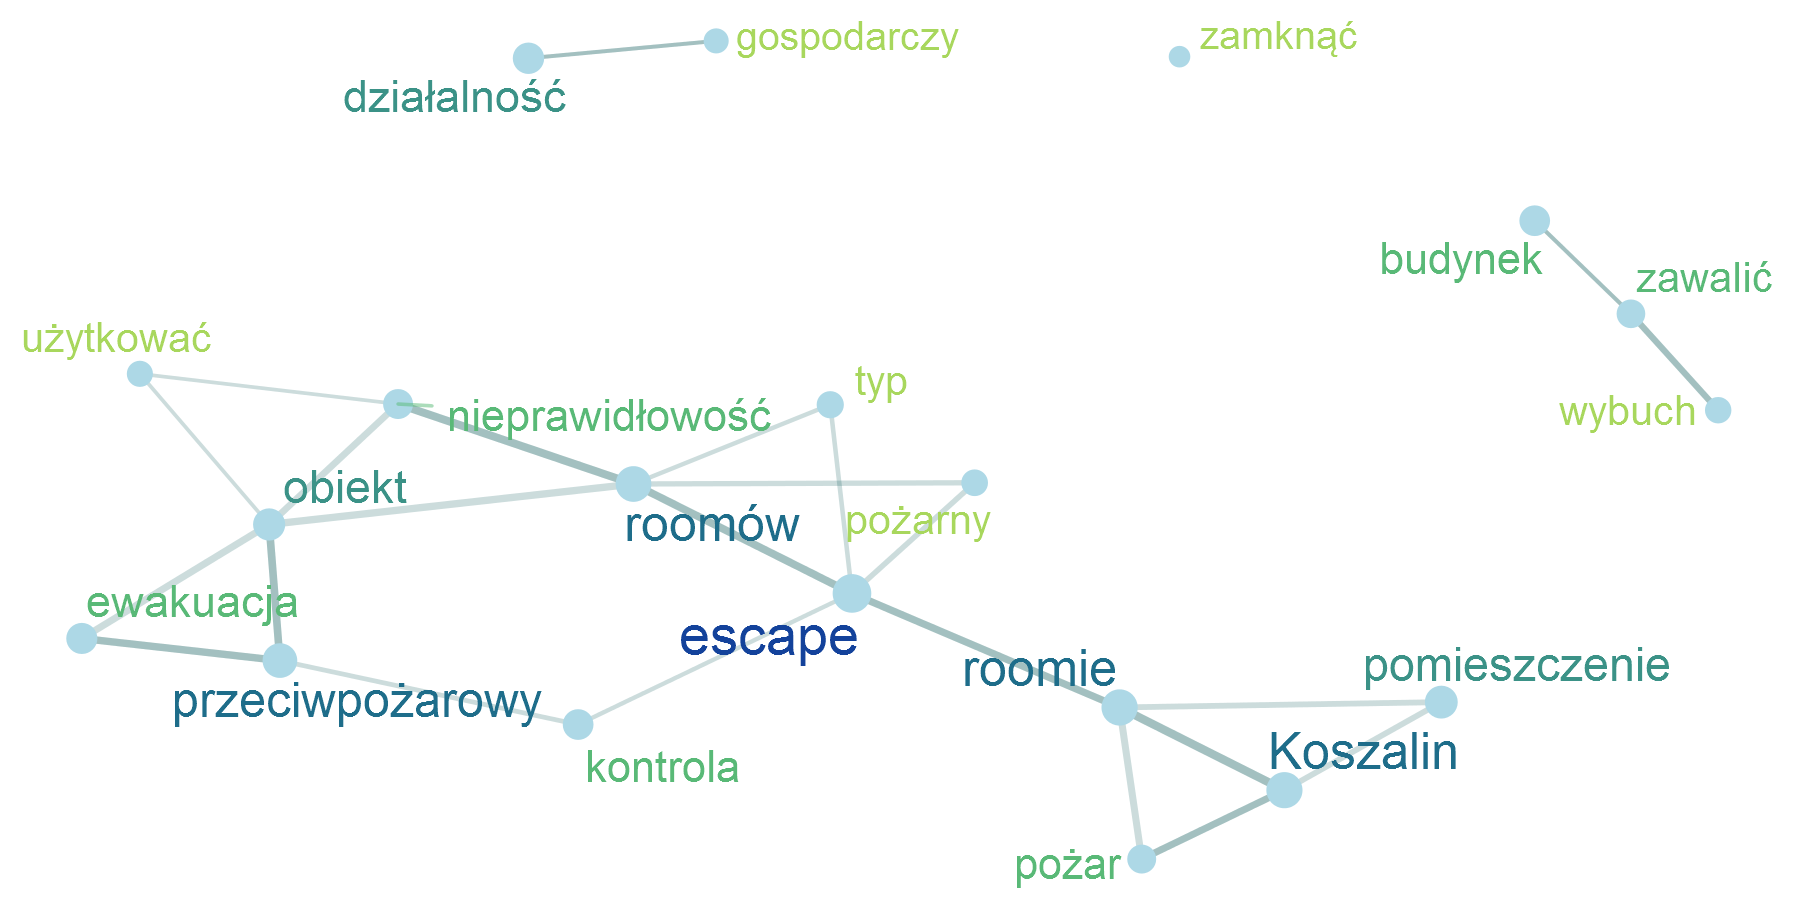 gospodarczy
zamknąć
działalność
budynek
zawalić
użytkować
typ
nieprawidłowość
wybuch
obiekt
roomów
pożarny
ewakuacja
escape
roomie
pomieszczenie
przeciwpożarowy
Koszalin
kontrola
pożar